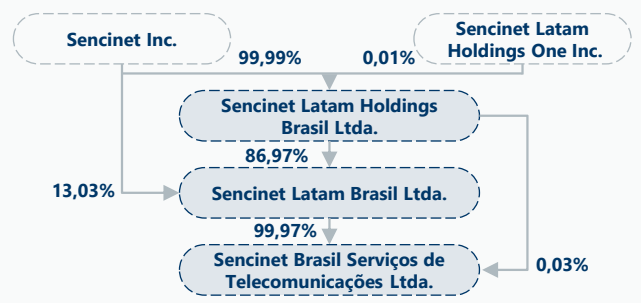 Sencinet Inc.
Sencinet Latam
Holdings One Inc.
99,99%
0,01%
Sencinet Latam Holdings
Brasil Ltda.
86,97%
13,03%
Sencinet Latam Brasil Ltda.
99,97%
Sencinet Brasil Serviços de
Telecomunicações Ltda.
0,03%